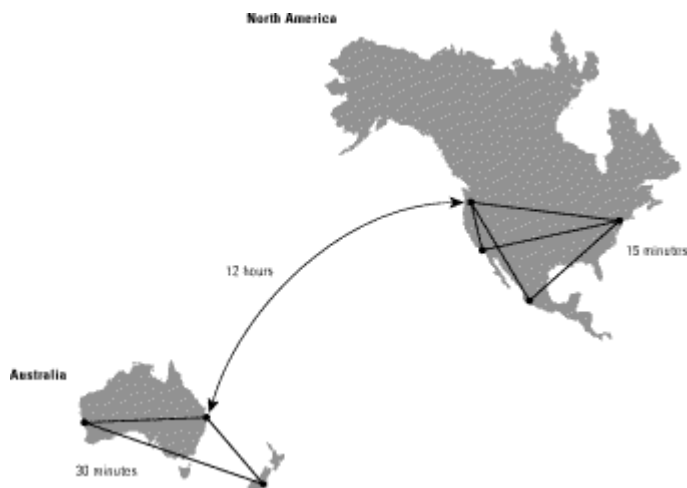 North America
15 minutes
12 hours
Australia
30 minutes